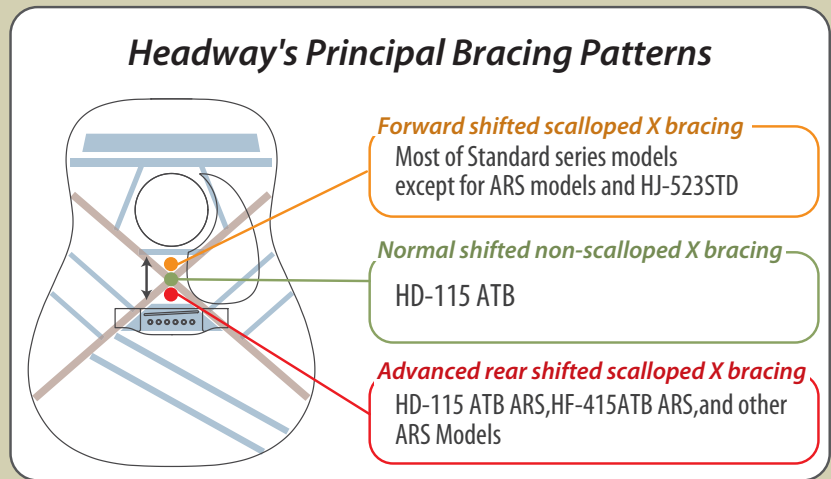 Headway's Principal Bracing Patterns
Forward shifted scalloped X bracing
Most of Standard series models
except for ARS models and HJ-523STD
Normal shifted non-scalloped X bracing
HD-115 ATB
Advanced rear shifted scalloped X bracing
HD-115 ATB ARS,HF-415ATB ARS,and other
ARS Models